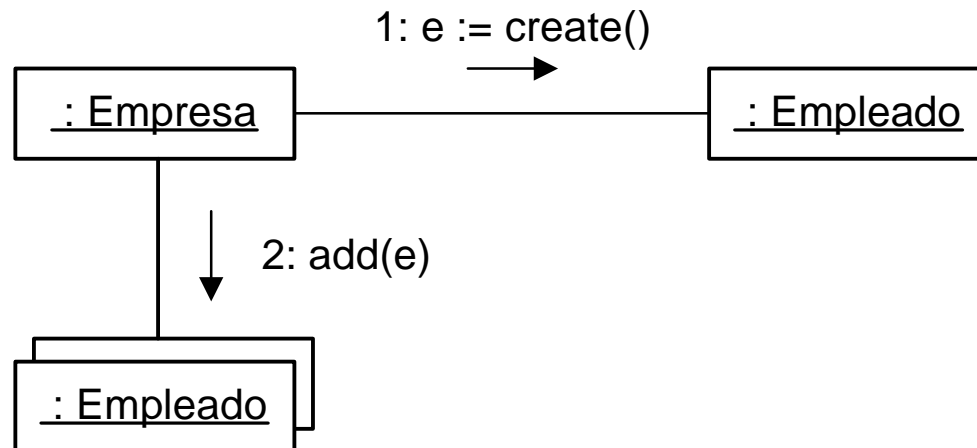 1: e := create()
: Empresa
: Empleado
2: add(e)
: Empleado